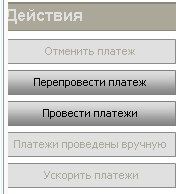 Действия
Отменить платеж
Перепровести платеж
Провести платежи
Платежи проведены вручную
Ускорить платежи